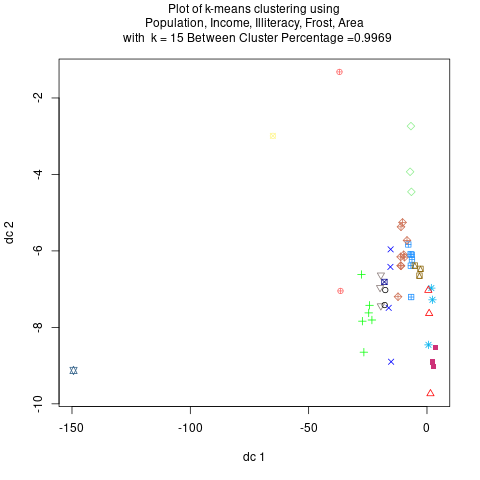 Plot of k-means clustering using
Population, Income, Illiteracy, Frost, Area
with k = 15 Between Cluster Percentage =0.9969
-2
-4
-6
-8
-10
dc 2
-150
-100
-50
0
dc 1